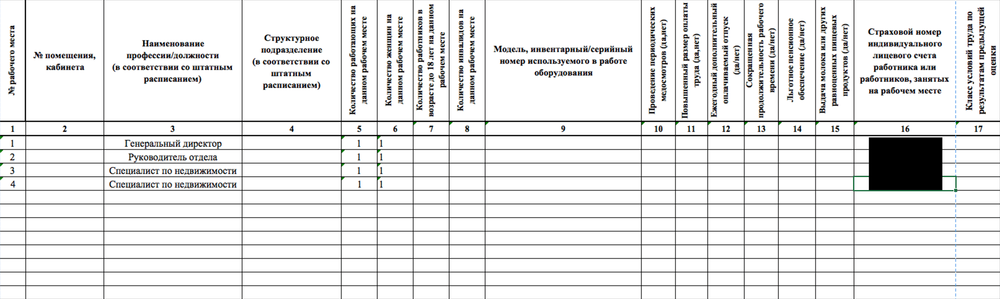 № рабочего места
№ помещения,
кабинета
Наименование
профессии/должности
(в соответствии со штатным
расписанием)
Структурное
подразделение
(в соответствии со
штатным
расписанием)
Количество работающих на
данном рабочем месте
Количество женщин на
данном рабочем месте
Количество работников в
возрасте до 18 лет на данном
рабочем месте
Количество инвалидов на
данном рабочем месте
Модель, инвентарный/серийный
номер используемого в работе
оборудования
Проведение периодических
медосмотров (да,нет)
Повышенный размер оплаты
труда (да,нет)
Ежегодный дополнительный
оплачиваемый отпуск
(да/нет)
Сокращенная
продолжительность рабочего
времени (да/нет)
Льготное пенсионное
обеспечение (да/нет)
Выдача молока или других
равноценных пищевых
продуктов (да/нет)
Страховой номер
индивидуального
лицевого счета
работника или
работников, занятых
на рабочем месте
Класс условий труда по
результатам предыдущей
оценки
1 2 3 4 5 6 7 8 9 10 11 12 13 14 15 16 17
1 Генеральный директор 1 1
2 Руководитель отдела 1 1
3 Специалист по недвижимости 1 1
4 Специалист по недвижимости 1 1